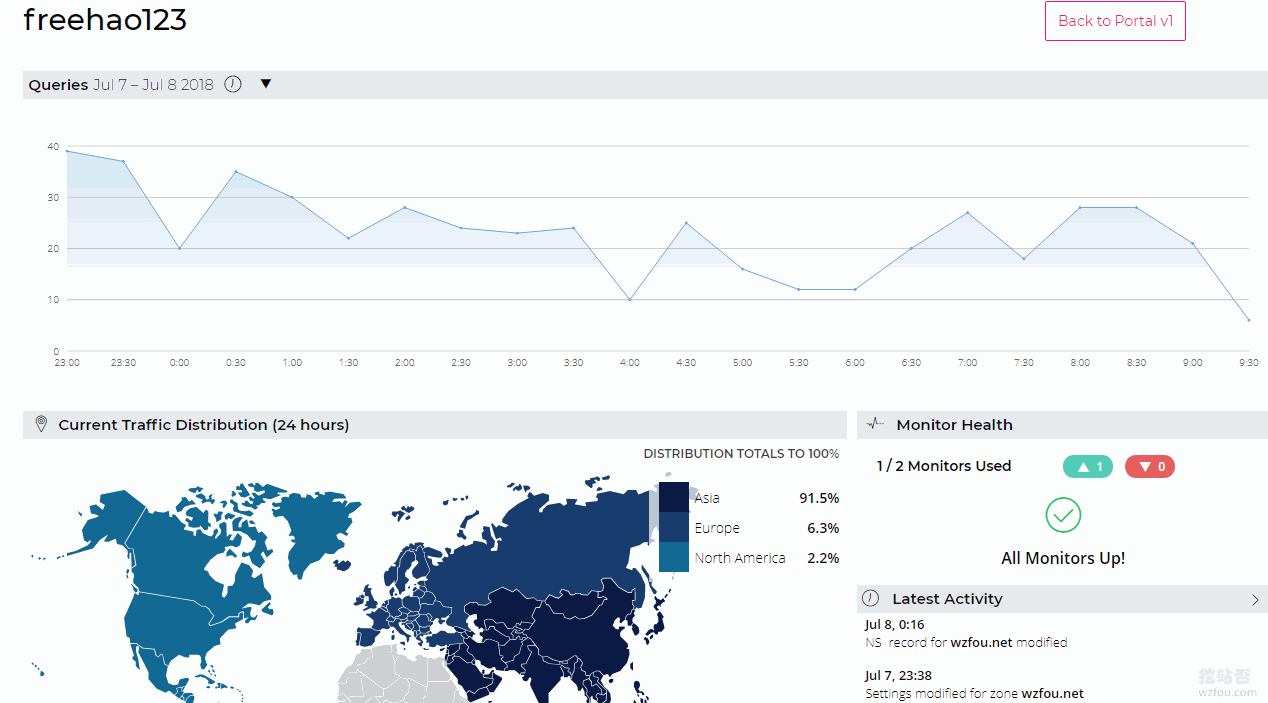 freehao123
Back to Portal v1
Queries Jul 7 – Jul 8 2018
40
30
20
10
0
23:00 23:30 0:00 0:30 1:00 1:30 2:00 2:30 3:00 3:30 4:00 4:30 5:00 5:30 6:00 6:30 7:00 7:30 8:00 8:30 9:00 9:30
Current Traffic Distribution (24 hours)
DISTRIBUTION TOTALS TO 100%
Asia 91.5%
Europe 6.3%
North America 2.2%
Monitor Health
1 / 2 Monitors Used ▲ 1 ▼ 0
All Monitors Up!
Latest Activity
Jul 8, 0:16
NS record for wzfou.net modified
Jul 7, 23:38
Settings modified for zone wzfou.net
挖站否
wzfou.com